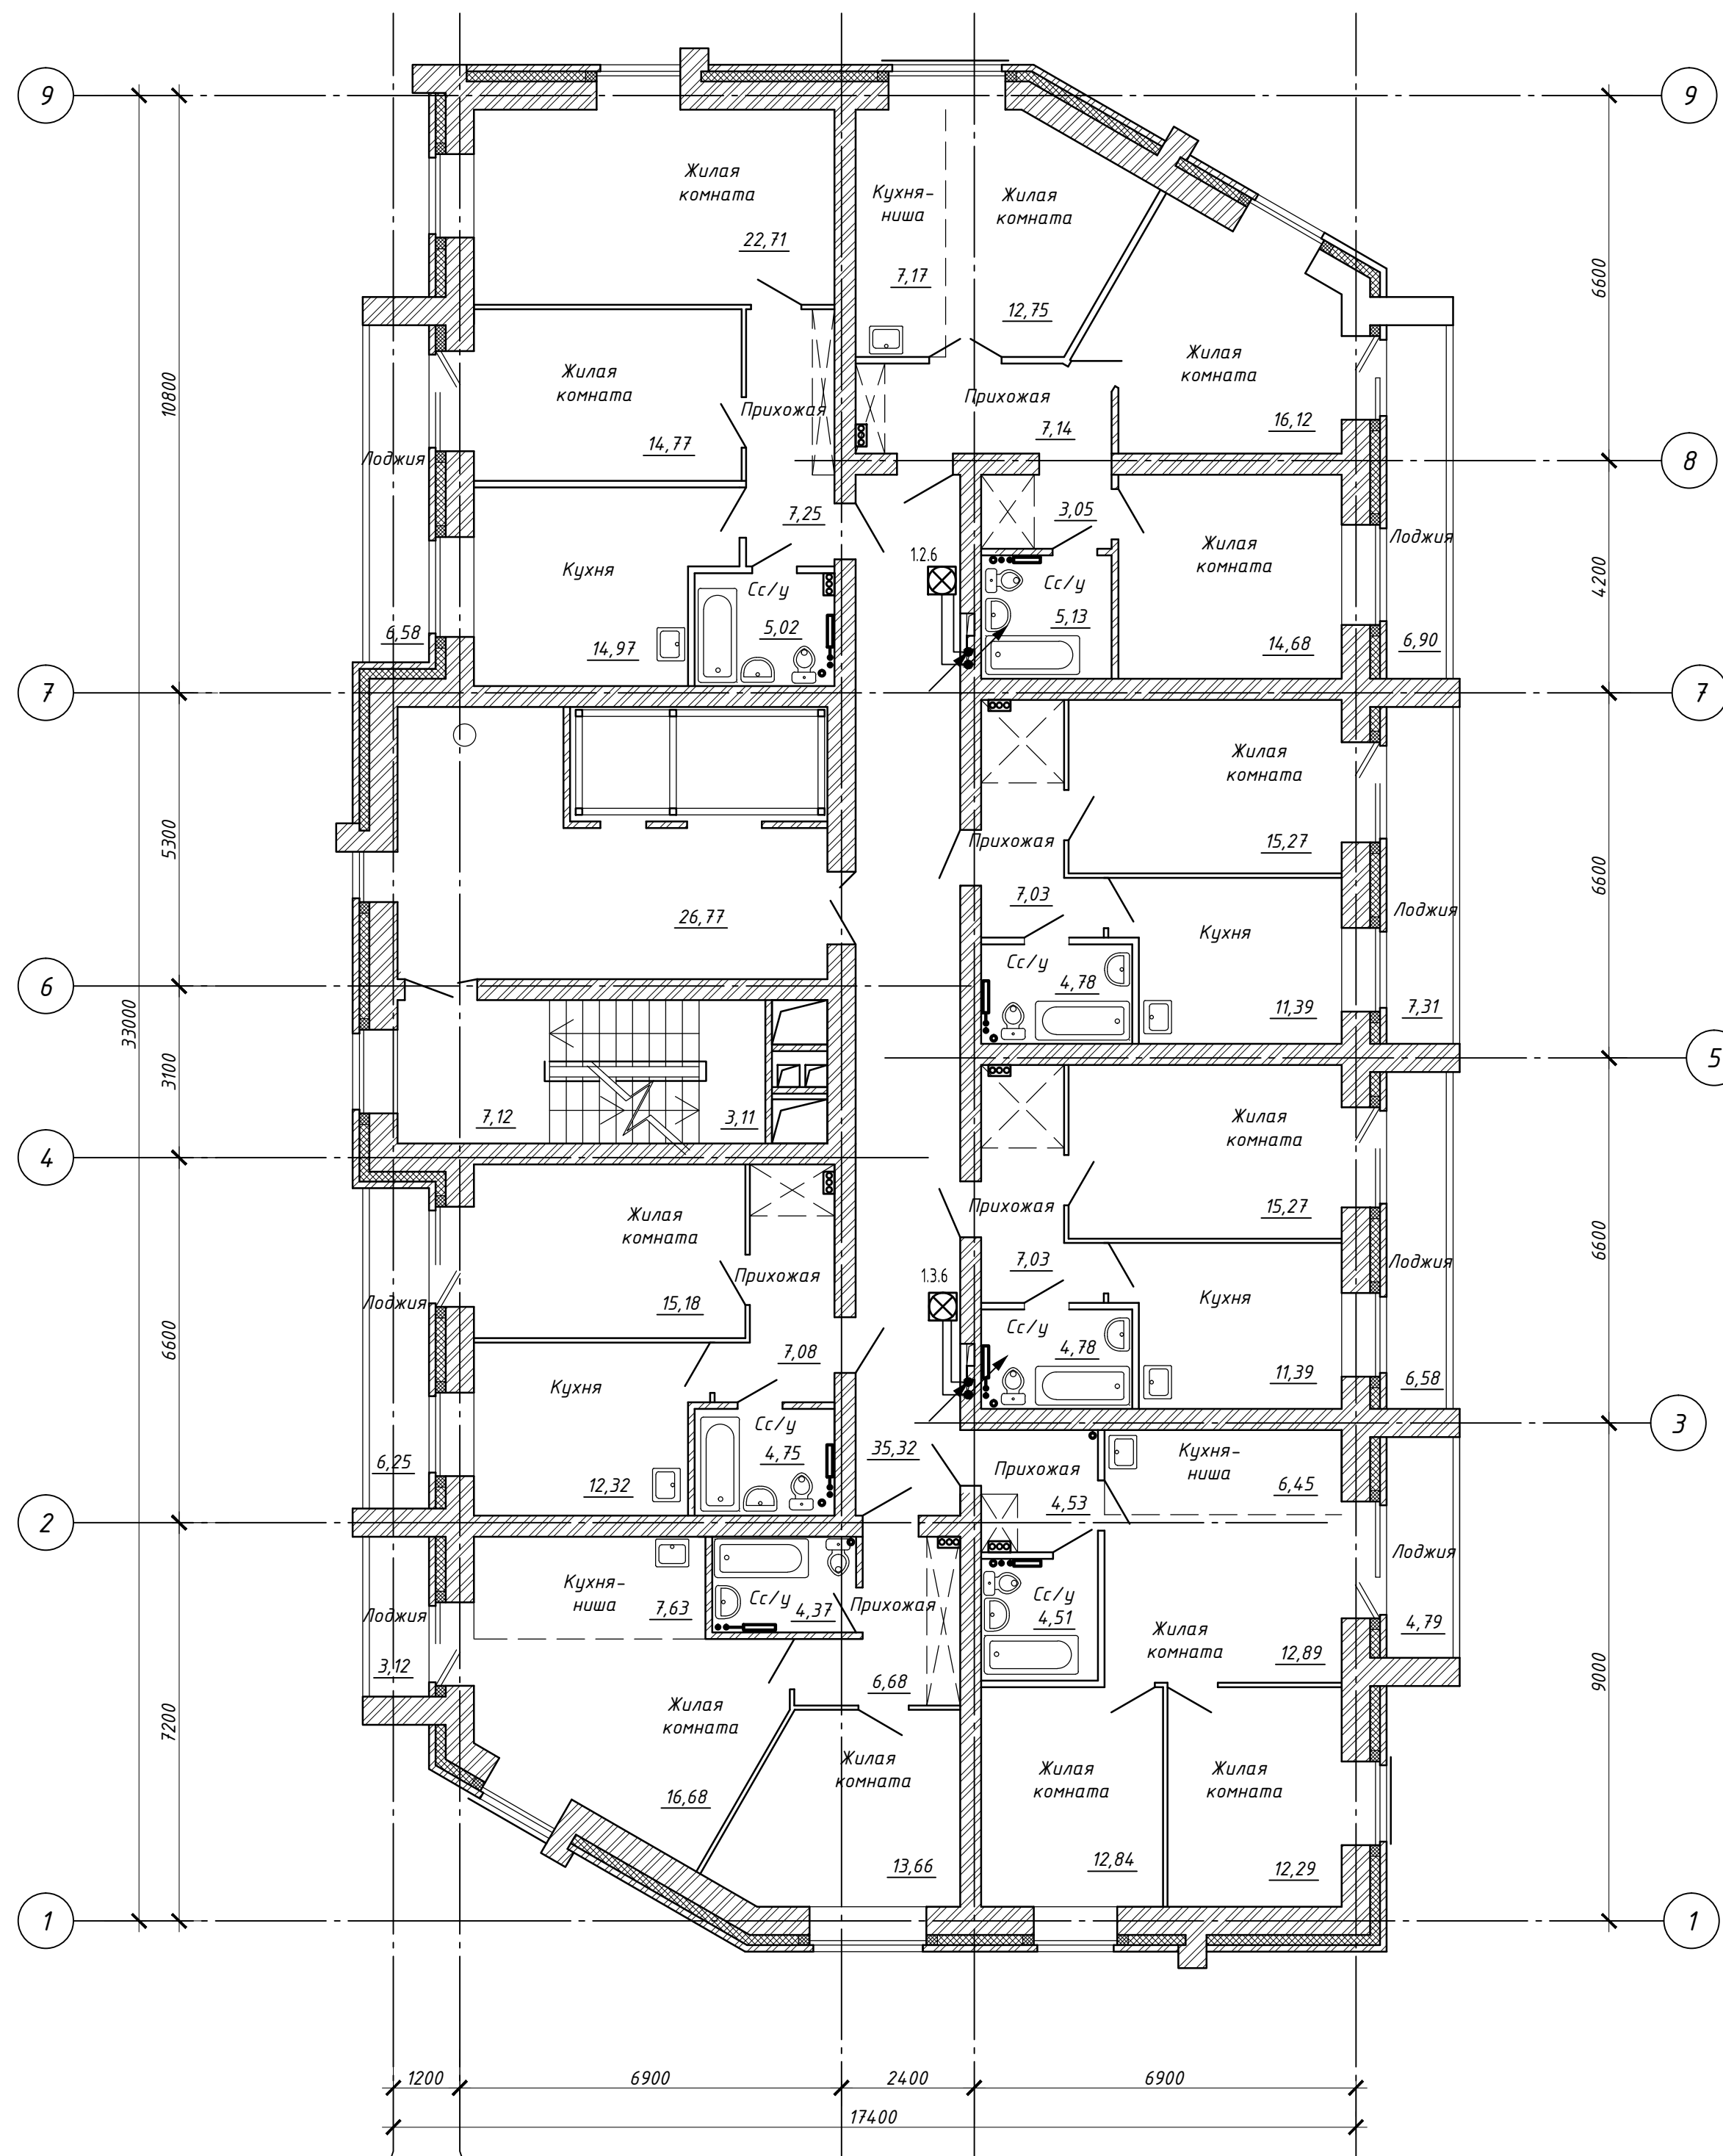 9
9
Жилая
комната
22,71
Кухня-
ниша
7,17
Жилая
комната
12,75
6600
Жилая
комната
16,12
Жилая
комната
14,77
Прихожая
Прихожая
7,14
10800
Лоджия
8
7,25
3,05
1.2.6
Жилая
комната
14,68
Лоджия
4200
Кухня
14,97
Сс/у
5,02
Сс/у
5,13
6,58
6,90
7
7
Жилая
комната
15,27
5300
Прихожая
7,03
6600
26,77
Кухня
11,39
Лоджия
7,31
Сс/у
4,78
6
33000
3100
7,12
3,11
5
4
Жилая
комната
15,27
Жилая
комната
15,18
Прихожая
Прихожая
7,03
6600
6600
Лоджия
Лоджия
1.3.6
7,08
Кухня
11,39
Сс/у
4,78
6,58
Кухня
12,32
Сс/у
4,75
6,25
35,32
3
Прихожая
4,53
Кухня-
ниша
6,45
2
Лоджия
4,79
Кухня-
ниша
7,63
Сс/у
4,37
Прихожая
6,68
Сс/у
4,51
Лоджия
3,12
Жилая
комната
12,89
7200
9000
Жилая
комната
16,68
Жилая
комната
13,66
Жилая
комната
12,84
Жилая
комната
12,29
1
1
1200
6900
2400
6900
17400